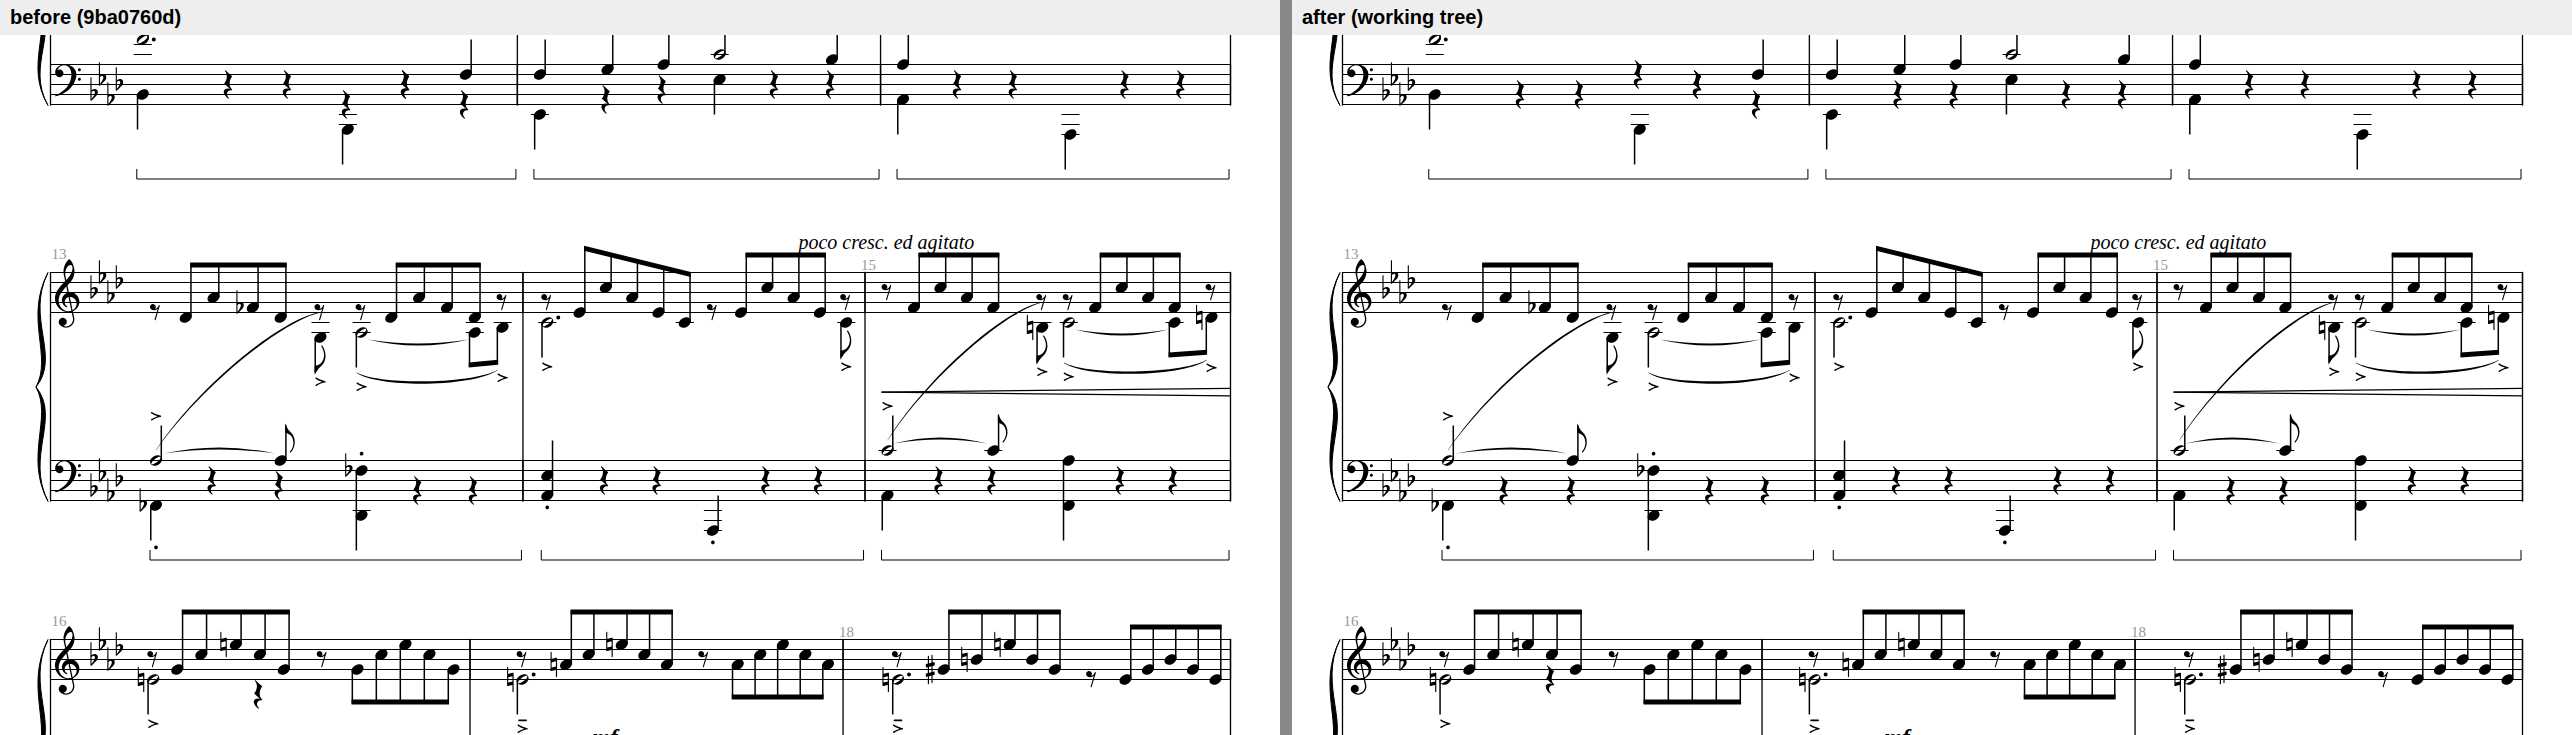 before (9ba0760d)
after (working tree)
13
poco cresc. ed agitato
15
13
poco cresc. ed agitato
15
16
18
16
18